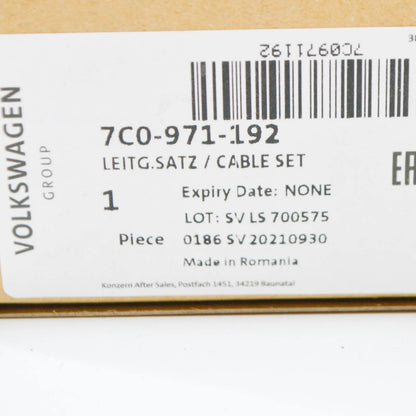 38
7C0971192
VOLKSWAGEN
GROUP
7C0-971-192
LEITG.SATZ / CABLE SET
1
Expiry Date: NONE
LOT: SV LS 700575
Piece 0186 SV 20210930
Made in Romania
Konzern After Sales, Postfach 1451, 34219 Baunatal